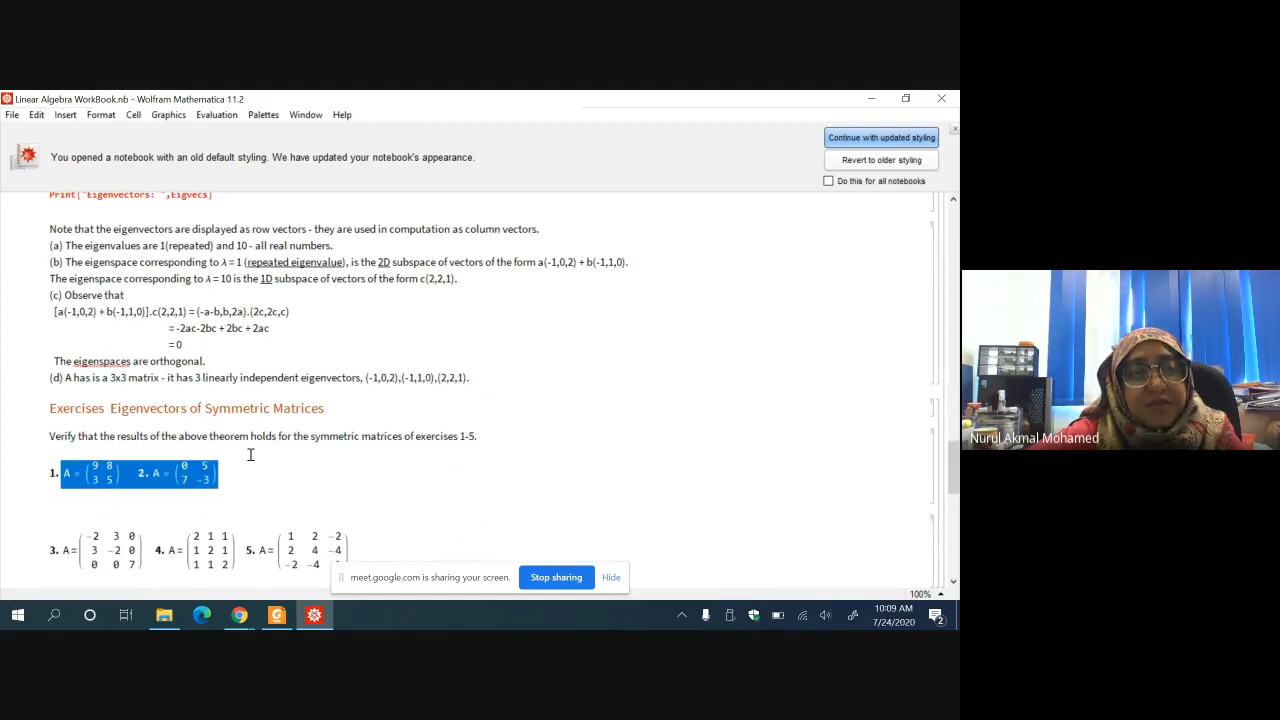 Linear Algebra WorkBook.nb - Wolfram Mathematica 11.2
File Edit Insert Format Cell Graphics Evaluation Palettes Window Help
You opened a notebook with an old default styling. We have updated your notebook's appearance.
Continue with updated styling
Revert to older styling
Do this for all notebooks
Print["Eigenvectors: ",Eigvecs]
Note that the eigenvectors are displayed as row vectors - they are used in computation as column vectors.
(a) The eigenvalues are 1(repeated) and 10 - all real numbers.
(b) The eigenspace corresponding to λ = 1 (repeated eigenvalue), is the 2D subspace of vectors of the form a(-1,0,2) + b(-1,1,0).
The eigenspace corresponding to λ = 10 is the 1D subspace of vectors of the form c(2,2,1).
(c) Observe that
[a(-1,0,2) + b(-1,1,0)].c(2,2,1) = (-a-b,b,2a).(2c,2c,c)
= -2ac-2bc + 2bc + 2ac
= 0
The eigenspaces are orthogonal.
(d) A has is a 3x3 matrix - it has 3 linearly independent eigenvectors, (-1,0,2),(-1,1,0),(2,2,1).
Exercises Eigenvectors of Symmetric Matrices
Verify that the results of the above theorem holds for the symmetric matrices of exercises 1-5.
9 8 0 5
1. A = ( ) 2. A = ( )
3 5 7 -3
-2 3 0 2 1 1 1 2 -2
3. A = ( 3 -2 0 ) 4. A = ( 1 2 1 ) 5. A = ( 2 4 -4 )
0 0 7 1 1 2 -2 -4
meet.google.com is sharing your screen. Stop sharing Hide
100%
10:09 AM
7/24/2020
2
Nurul Akmal Mohamed